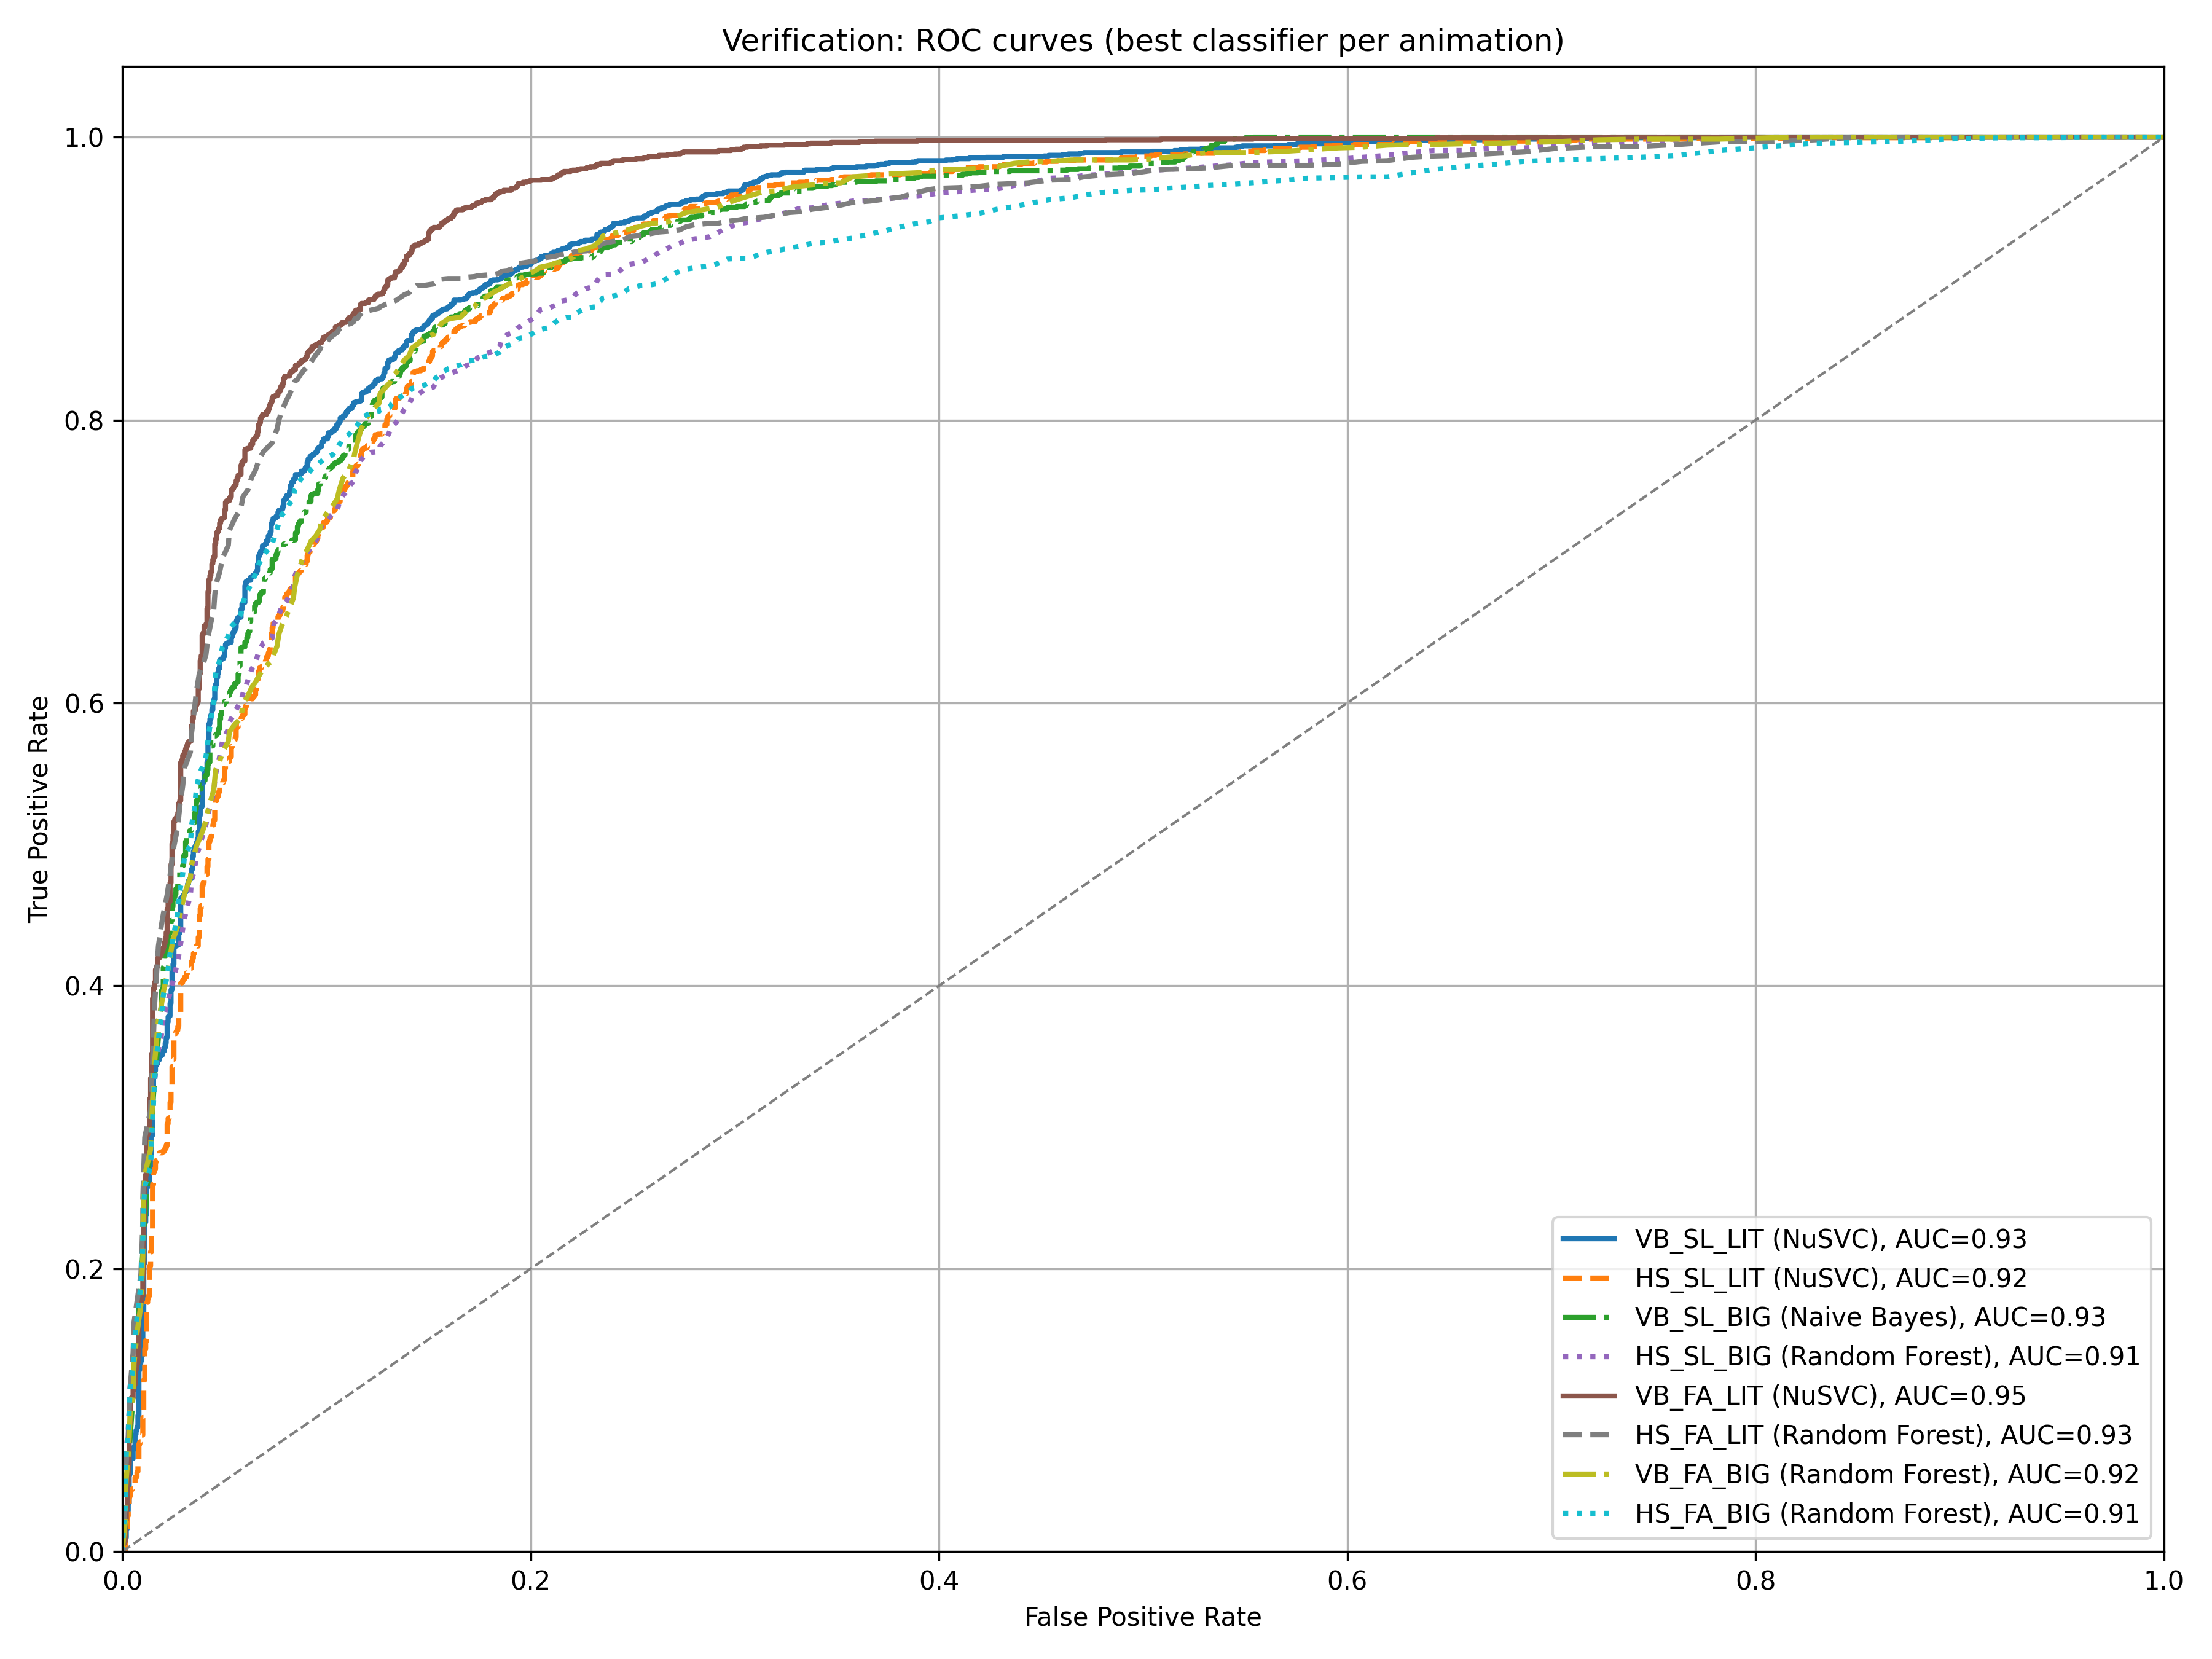 Verification: ROC curves (best classifier per animation)
1.0
0.8
0.6
0.4
0.2
0.0
True Positive Rate
0.0 0.2 0.4 0.6 0.8 1.0
False Positive Rate
VB_SL_LIT (NuSVC), AUC=0.93
HS_SL_LIT (NuSVC), AUC=0.92
VB_SL_BIG (Naive Bayes), AUC=0.93
HS_SL_BIG (Random Forest), AUC=0.91
VB_FA_LIT (NuSVC), AUC=0.95
HS_FA_LIT (Random Forest), AUC=0.93
VB_FA_BIG (Random Forest), AUC=0.92
HS_FA_BIG (Random Forest), AUC=0.91